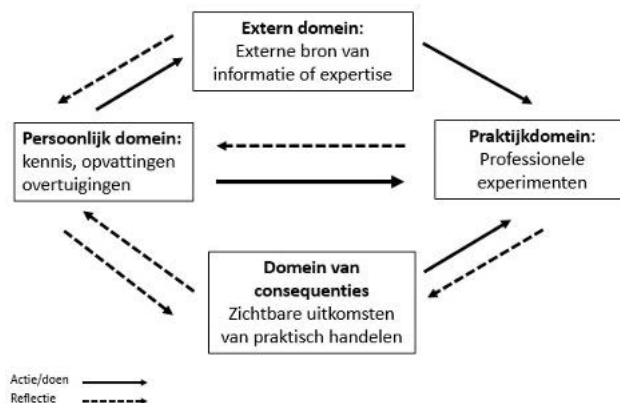 Extern domein:
Externe bron van
informatie of expertise
Persoonlijk domein:
kennis, opvattingen
overtuigingen
Praktijkdomein:
Professionele
experimenten
Domein van
consequenties
Zichtbare uitkomsten
van praktisch handelen
Actie/doen
Reflectie